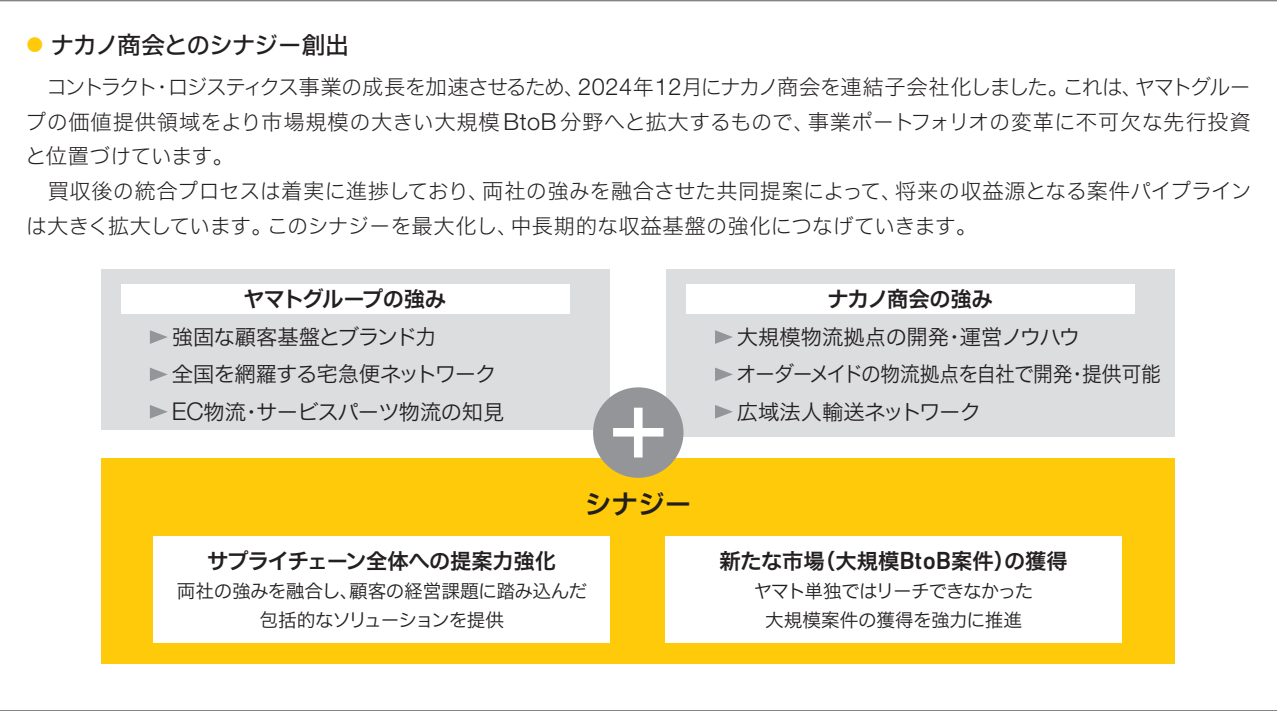 ● ナカノ商会とのシナジー創出
　コントラクト・ロジスティクス事業の成長を加速させるため、2024年12月にナカノ商会を連結子会社化しました。これは、ヤマトグルー
プの価値提供領域をより市場規模の大きい大規模BtoB分野へと拡大するもので、事業ポートフォリオの変革に不可欠な先行投資
と位置づけています。
　買収後の統合プロセスは着実に進捗しており、両社の強みを融合させた共同提案によって、将来の収益源となる案件パイプライン
は大きく拡大しています。このシナジーを最大化し、中長期的な収益基盤の強化につなげていきます。
ヤマトグループの強み
▶強固な顧客基盤とブランド力
▶全国を網羅する宅急便ネットワーク
▶EC物流・サービスパーツ物流の知見
ナカノ商会の強み
▶大規模物流拠点の開発・運営ノウハウ
▶オーダーメイドの物流拠点を自社で開発・提供可能
▶広域法人輸送ネットワーク
+
シナジー
サプライチェーン全体への提案力強化
両社の強みを融合し、顧客の経営課題に踏み込んだ
包括的なソリューションを提供
新たな市場（大規模BtoB案件）の獲得
ヤマト単独ではリーチできなかった
大規模案件の獲得を強力に推進